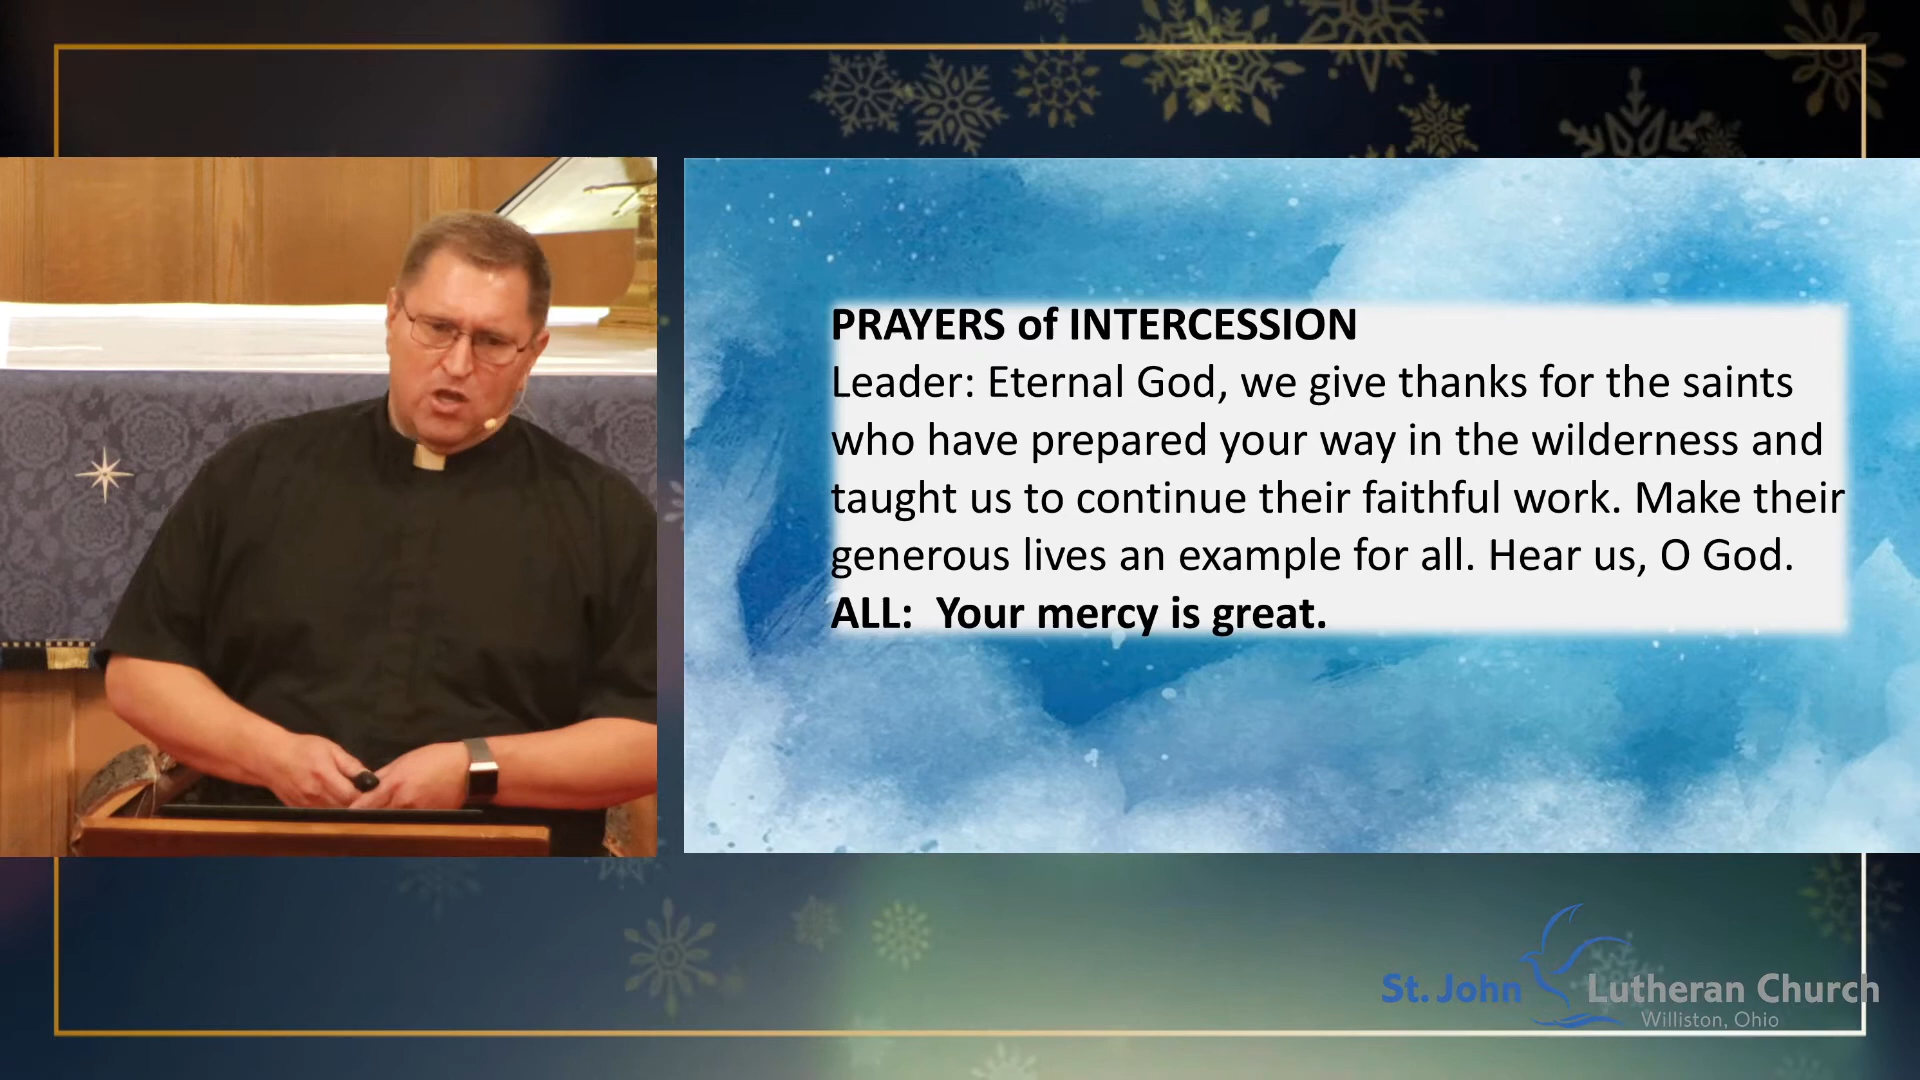 PRAYERS of INTERCESSION
Leader: Eternal God, we give thanks for the saints
who have prepared your way in the wilderness and
taught us to continue their faithful work. Make their
generous lives an example for all. Hear us, O God.
ALL:  Your mercy is great.
St. John Lutheran Church
Williston, Ohio